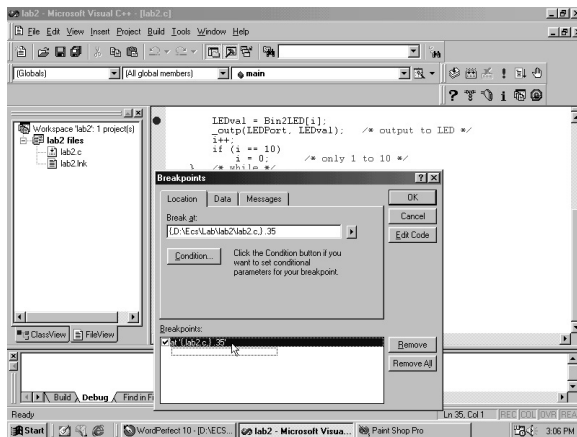 lab2 - Microsoft Visual C++ - [lab2.c]
File Edit View Insert Project Build Tools Window Help
(Globals) (All global members) main
Workspace 'lab2': 1 project(s)
lab2 files
lab2.c
lab2.lnk
LEDval = Bin2LED[i];
_outp(LEDPort, LEDval); /* output to LED */
i++;
if (i == 10)
i = 0; /* only 1 to 10 */
} /* while */
Breakpoints
Location Data Messages
Break at:
{,D:\Ecs\Lab\lab2\lab2.c,} .35
Condition...
Click the Condition button if you
want to set conditional
parameters for your breakpoint.
OK
Cancel
Edit Code
Breakpoints:
at '{,lab2.c,} .35'
Remove
Remove All
ClassView FileView
Build Debug Find in Fi
Ready Ln 35, Col 1 REC COL OVR REA
Start WordPerfect 10 - [D:\ECS... lab2 - Microsoft Visua... Paint Shop Pro 3:06 PM